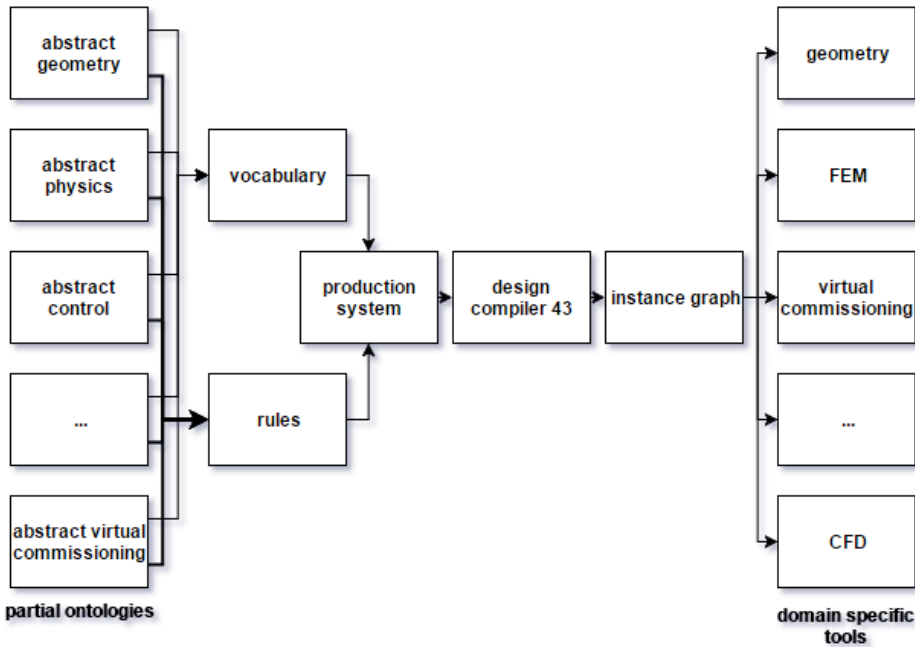 abstract
geometry
abstract
physics
abstract
control
...
abstract virtual
commissioning
partial ontologies
vocabulary
rules
production
system
design
compiler 43
instance graph
geometry
FEM
virtual
commissioning
...
CFD
domain specific
tools